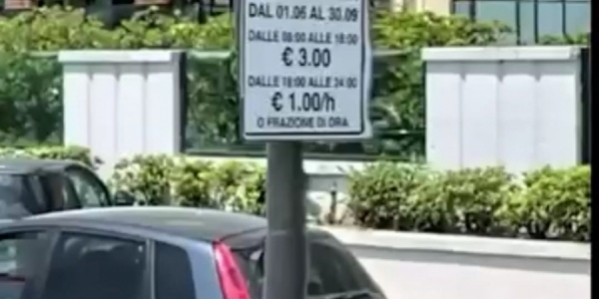 DAL 01.06 AL 30.09
DALLE 08:00 ALLE 18:00
€ 3.00
DALLE 18:00 ALLE 24:00
€ 1.00/h
O FRAZIONE DI ORA